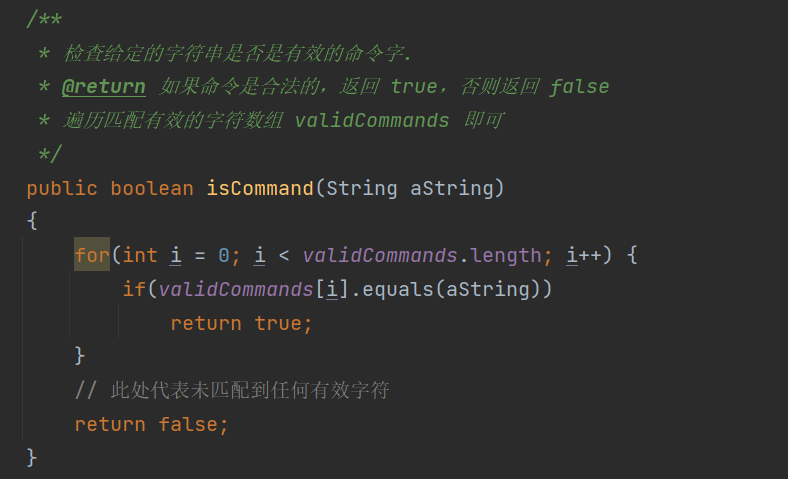 /**
 * 检查给定的字符串是否是有效的命令字.
 * @return 如果命令是合法的，返回 true，否则返回 false
 * 遍历匹配有效的字符数组 validCommands 即可
 */
public boolean isCommand(String aString)
{
    for(int i = 0; i < validCommands.length; i++) {
        if(validCommands[i].equals(aString))
            return true;
    }
    // 此处代表未匹配到任何有效字符
    return false;
}